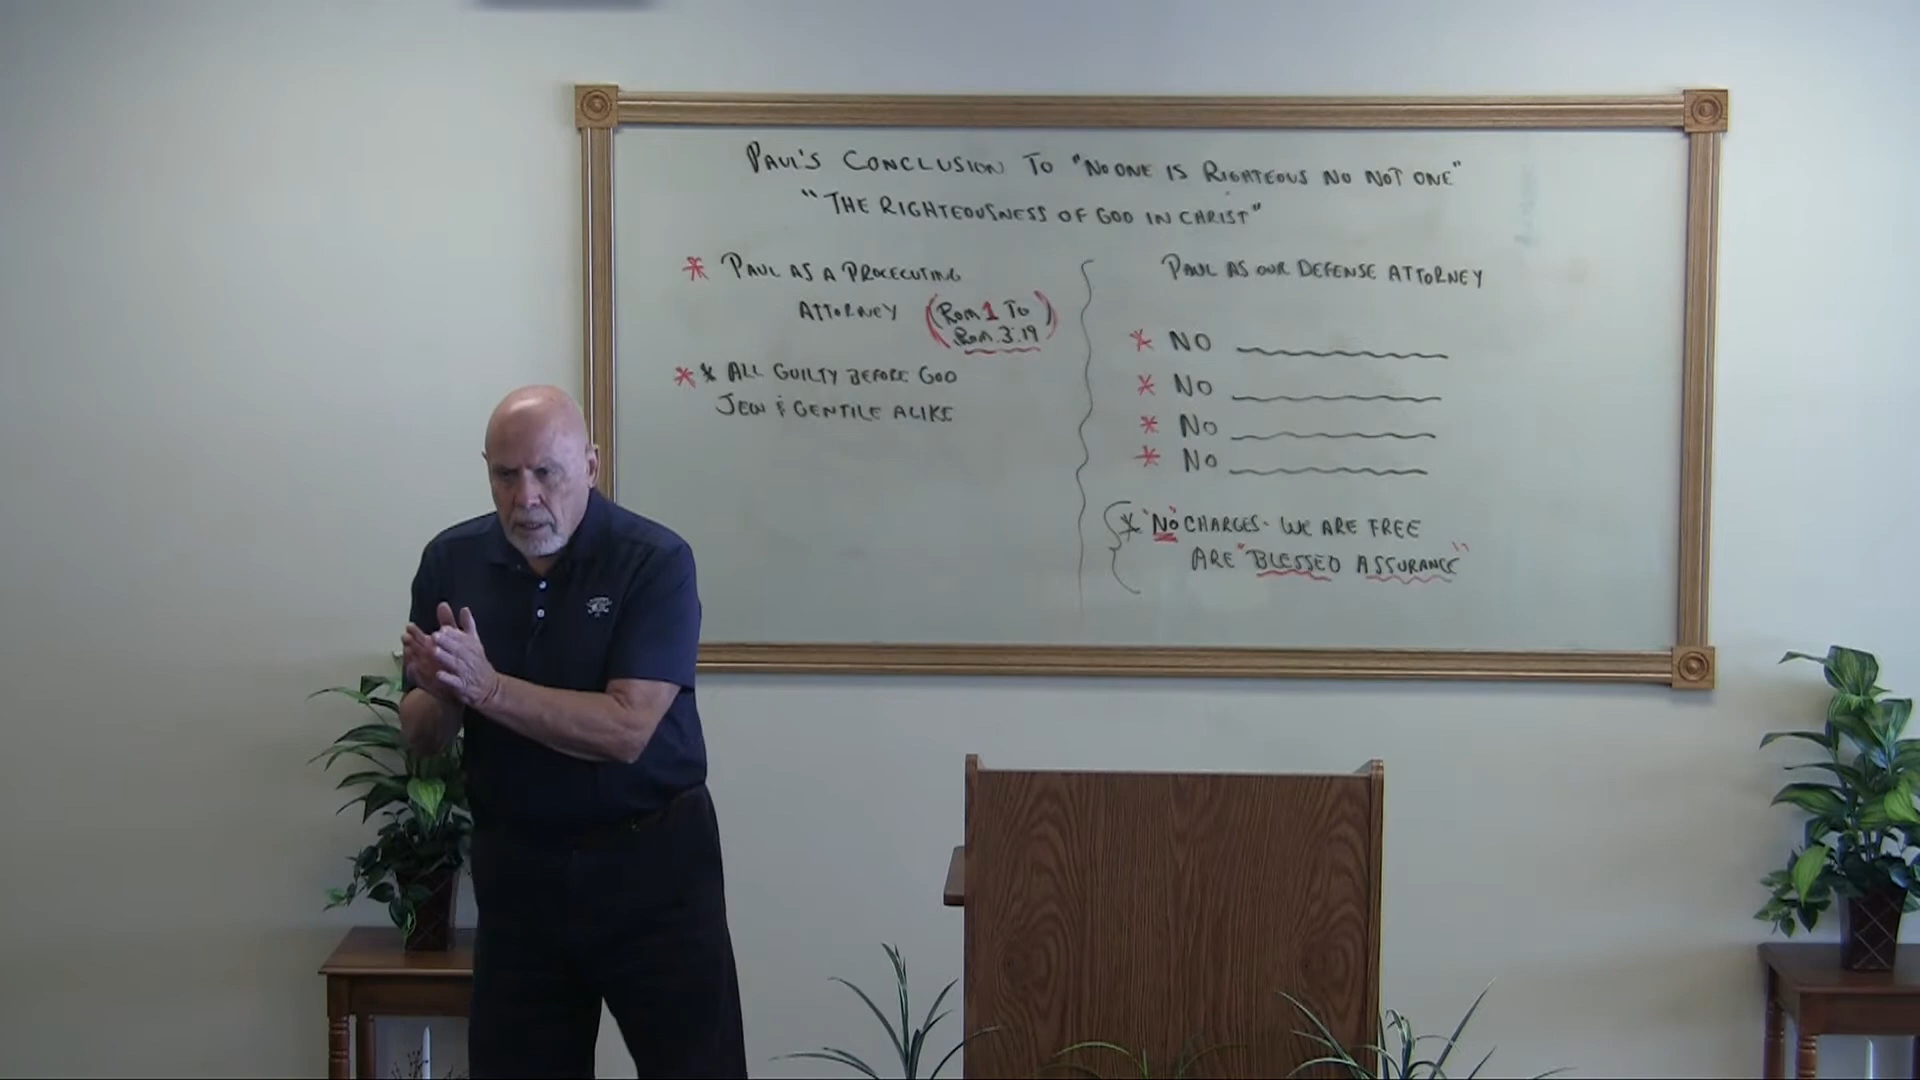 PAUL'S CONCLUSION TO "NO ONE IS RIGHTEOUS NO NOT ONE"
"THE RIGHTEOUSNESS OF GOD IN CHRIST"
* PAUL AS A PROCECUTING
ATTORNEY (Rom 1 To
Rom. 3:19)
* * ALL GUILTY BEFORE GOD
JEW & GENTILE ALIKE
PAUL AS OUR DEFENSE ATTORNEY
* NO
* NO
* No
* No
* "NO" CHARGES - WE ARE FREE
ARE "BLESSED ASSURANCE"